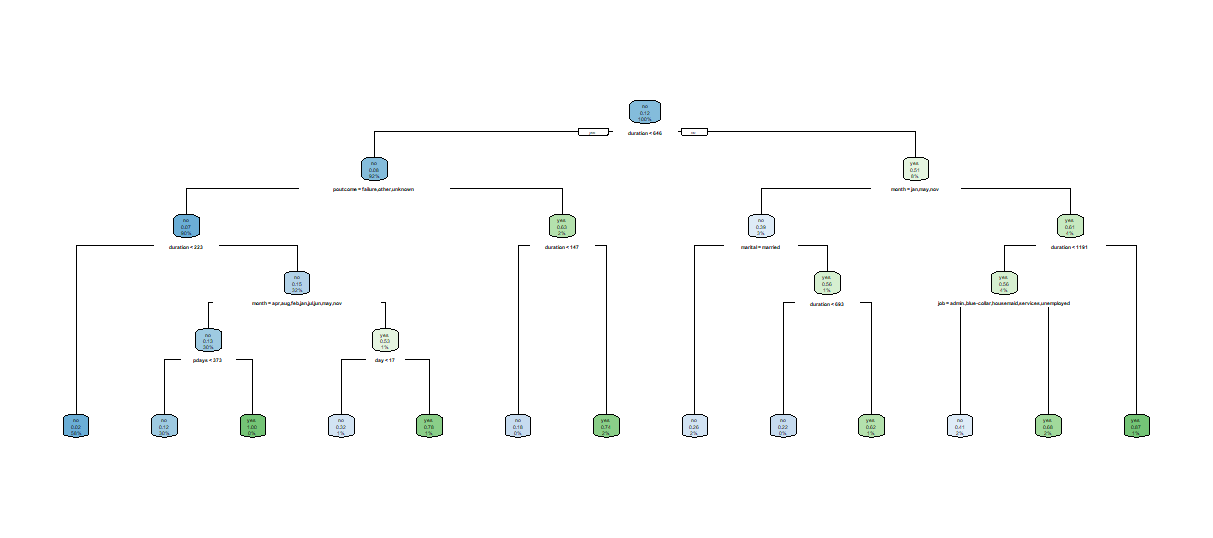 no
0.12
100%
yes
duration < 646
no
no
0.08
92%
poutcome = failure,other,unknown
yes
0.51
8%
month = jan,may,nov
no
0.07
90%
duration < 223
yes
0.63
2%
duration < 147
no
0.39
3%
marital = married
yes
0.61
4%
duration < 1191
no
0.15
32%
month = apr,aug,feb,jan,jul,jun,may,nov
yes
0.56
1%
duration < 693
yes
0.56
4%
job = admin,blue-collar,housemaid,services,unemployed
no
0.13
30%
pdays < 373
yes
0.53
1%
day < 17
no
0.02
58%
no
0.12
30%
yes
1.00
0%
no
0.32
1%
yes
0.76
1%
no
0.18
0%
yes
0.74
2%
no
0.26
2%
no
0.22
0%
yes
0.62
1%
no
0.41
2%
yes
0.66
2%
yes
0.67
1%